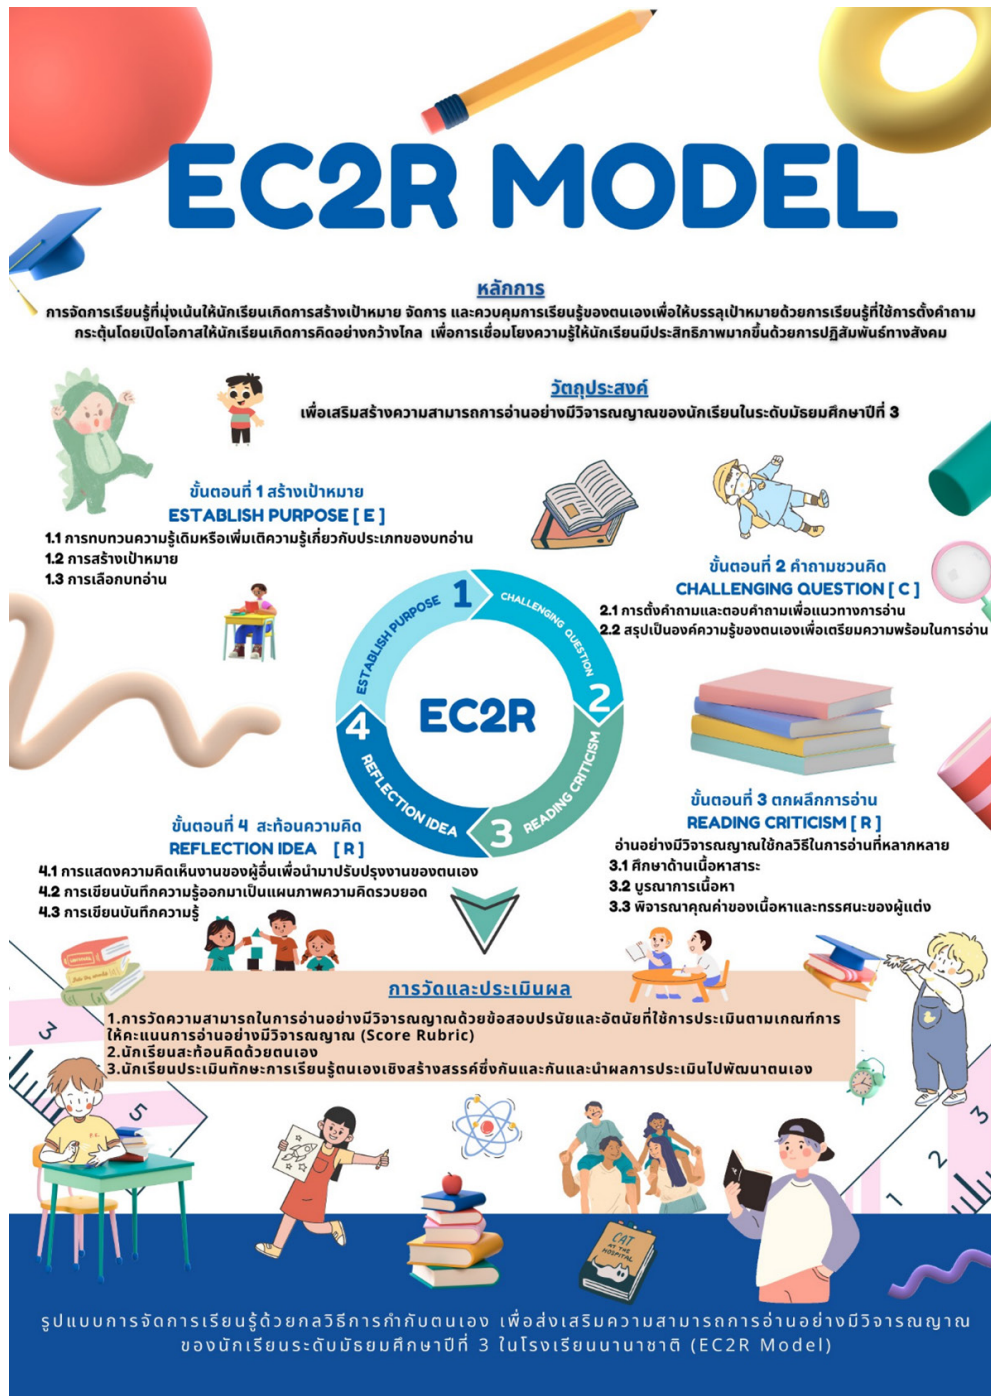 EC2R MODEL
หลักการ
การจัดการเรียนรู้ที่มุ่งเน้นให้นักเรียนเกิดการสร้างเป้าหมาย จัดการ และควบคุมการเรียนรู้ของตนเองเพื่อให้บรรลุเป้าหมายด้วยการเรียนรู้ที่ใช้การตั้งคำถาม
กระตุ้นโดยเปิดโอกาสให้นักเรียนเกิดการคิดอย่างกว้างไกล เพื่อการเชื่อมโยงความรู้ให้นักเรียนมีประสิทธิภาพมากขึ้นด้วยการปฏิสัมพันธ์ทางสังคม
วัตถุประสงค์
เพื่อเสริมสร้างความสามารถการอ่านอย่างมีวิจารณญาณของนักเรียนในระดับมัธยมศึกษาปีที่ 3
ขั้นตอนที่ 1 สร้างเป้าหมาย
ESTABLISH PURPOSE [ E ]
1.1 การทบทวนความรู้เดิมหรือเพิ่มเติความรู้เกี่ยวกับประเภทของบทอ่าน
1.2 การสร้างเป้าหมาย
1.3 การเลือกบทอ่าน
ขั้นตอนที่ 2 คำถามชวนคิด
CHALLENGING QUESTION [ C ]
2.1 การตั้งคำถามและตอบคำถามเพื่อแนวทางการอ่าน
2.2 สรุปเป็นองค์ความรู้ของตนเองเพื่อเตรียมความพร้อมในการอ่าน
ESTABLISH PURPOSE 1
CHALLENGING QUESTION 2
READING CRITICISM 3
REFLECTION IDEA 4
EC2R
ขั้นตอนที่ 3 ตกผลึกการอ่าน
READING CRITICISM [ R ]
อ่านอย่างมีวิจารณญาณใช้กลวิธีในการอ่านที่หลากหลาย
3.1 ศึกษาด้านเนื้อหาสาระ
3.2 บูรณาการเนื้อหา
3.3 พิจารณาคุณค่าของเนื้อหาและทรรศนะของผู้แต่ง
ขั้นตอนที่ 4 สะท้อนความคิด
REFLECTION IDEA [ R ]
4.1 การแสดงความคิดเห็นงานของผู้อื่นเพื่อนำมาปรับปรุงงานของตนเอง
4.2 การเขียนบันทึกความรู้ออกมาเป็นแผนภาพความคิดรวบยอด
4.3 การเขียนบันทึกความรู้
การวัดและประเมินผล
1.การวัดความสามารถในการอ่านอย่างมีวิจารณญาณด้วยข้อสอบปรนัยและอัตนัยที่ใช้การประเมินตามเกณฑ์การ
ให้คะแนนการอ่านอย่างมีวิจารณญาณ (Score Rubric)
2.นักเรียนสะท้อนคิดด้วยตนเอง
3.นักเรียนประเมินทักษะการเรียนรู้ตนเองเชิงสร้างสรรค์ซึ่งกันและกันและนำผลการประเมินไปพัฒนาตนเอง
3
5
1
2
3
CAT
AT THE
HOSPITAL
รูปแบบการจัดการเรียนรู้ด้วยกลวิธีการกำกับตนเอง เพื่อส่งเสริมความสามารถการอ่านอย่างมีวิจารณญาณ
ของนักเรียนระดับมัธยมศึกษาปีที่ 3 ในโรงเรียนนานาชาติ (EC2R Model)